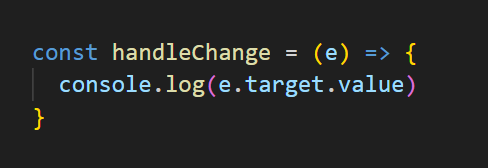 const handleChange = (e) => {
  console.log(e.target.value)
}